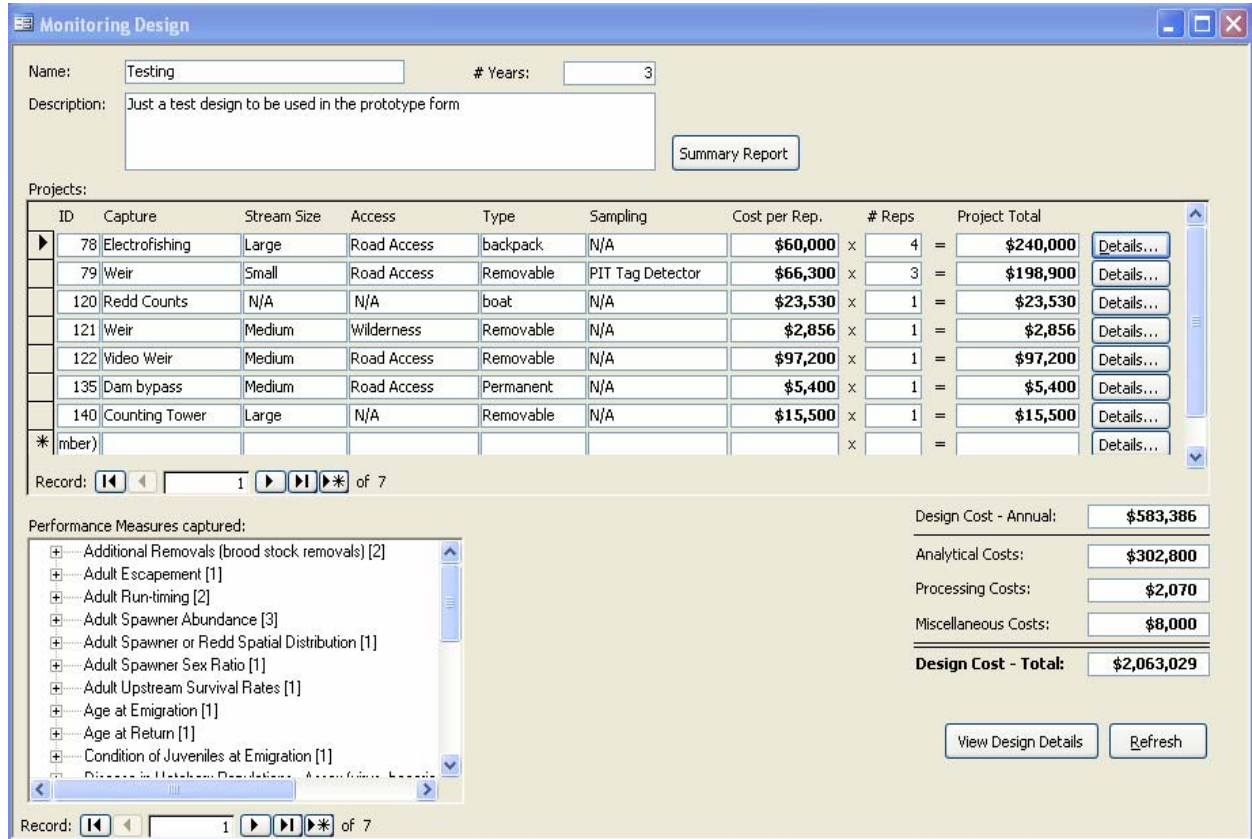 Monitoring Design
Name: Testing # Years: 3
Description: Just a test design to be used in the prototype form
Summary Report
Projects:
ID Capture Stream Size Access Type Sampling Cost per Rep. # Reps Project Total
78 Electrofishing Large Road Access backpack N/A $60,000 x 4 = $240,000 Details...
79 Weir Small Road Access Removable PIT Tag Detector $66,300 x 3 = $198,900 Details...
120 Redd Counts N/A N/A boat N/A $23,530 x 1 = $23,530 Details...
121 Weir Medium Wilderness Removable N/A $2,856 x 1 = $2,856 Details...
122 Video Weir Medium Road Access Removable N/A $97,200 x 1 = $97,200 Details...
135 Dam bypass Medium Road Access Permanent N/A $5,400 x 1 = $5,400 Details...
140 Counting Tower Large N/A Removable N/A $15,500 x 1 = $15,500 Details...
* mber) x = Details...
Record: 1 of 7
Performance Measures captured:
Additional Removals (brood stock removals) [2]
Adult Escapement [1]
Adult Run-timing [2]
Adult Spawner Abundance [3]
Adult Spawner or Redd Spatial Distribution [1]
Adult Spawner Sex Ratio [1]
Adult Upstream Survival Rates [1]
Age at Emigration [1]
Age at Return [1]
Condition of Juveniles at Emigration [1]
Design Cost - Annual: $583,386
Analytical Costs: $302,800
Processing Costs: $2,070
Miscellaneous Costs: $8,000
Design Cost - Total: $2,063,029
View Design Details Refresh
Record: 1 of 7